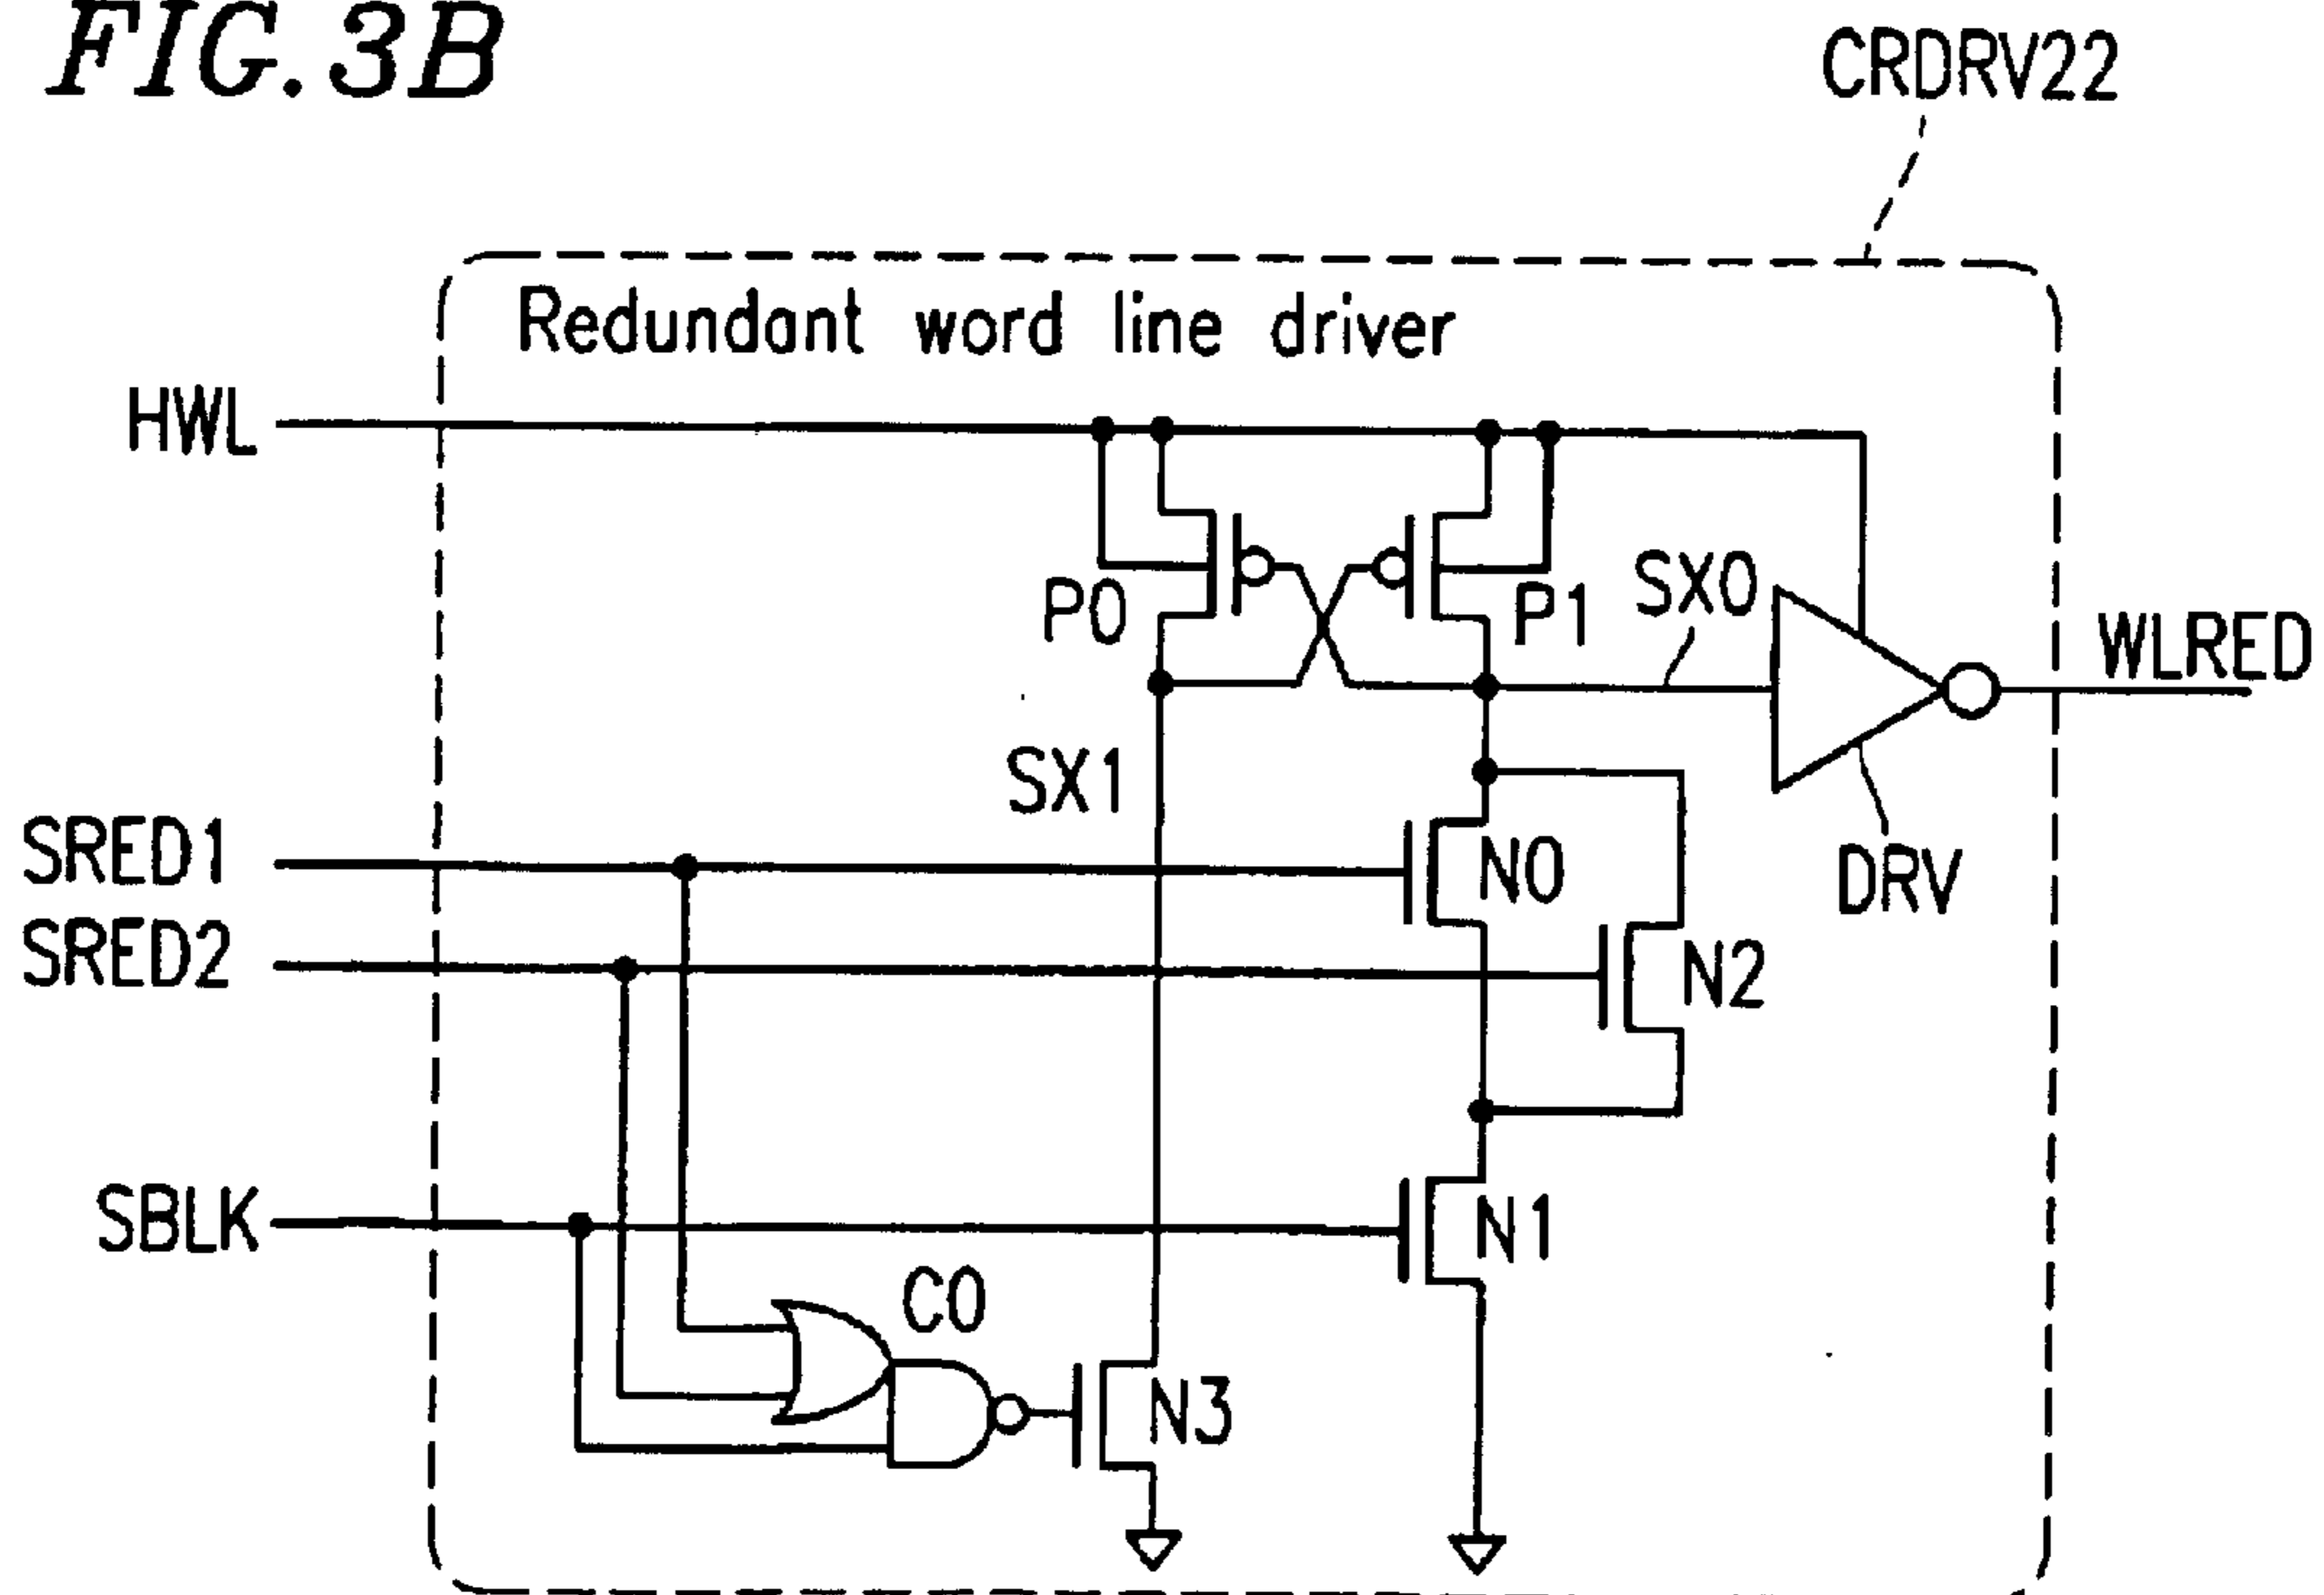 FIG. 3B
CRDRV22
Redundant word line driver
HWL
P0
P1
SX0
WLRED
SX1
SRED1
N0
DRV
SRED2
N2
SBLK
N1
C0
N3